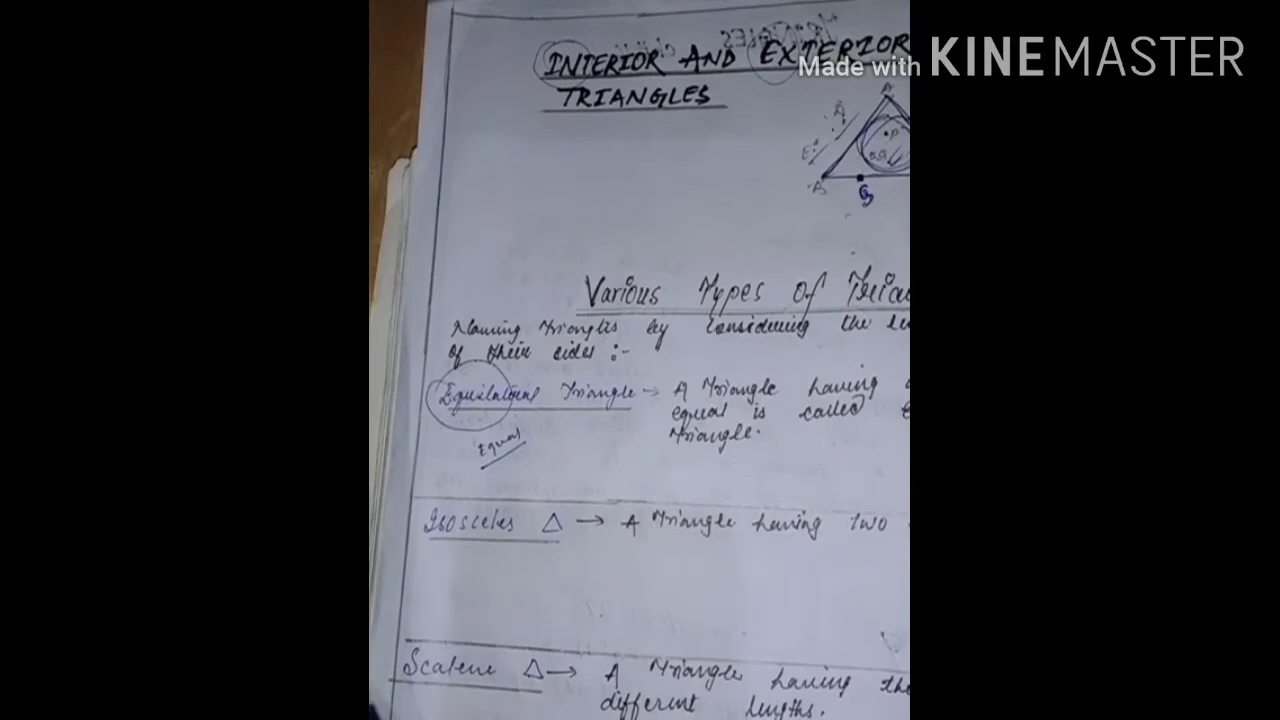 INTERIOR AND EXTERIOR
TRIANGLES
Made with KINEMASTER
A
A
E
P
B
Q
Various Types Of
Naming Triangles by considering the
of their sides :-
Equilateral Triangle → A Triangle having
equal is called
Triangle.
Equal
Isosceles △ → A Triangle having two
Scalene △ → A Triangle having
different lengths.